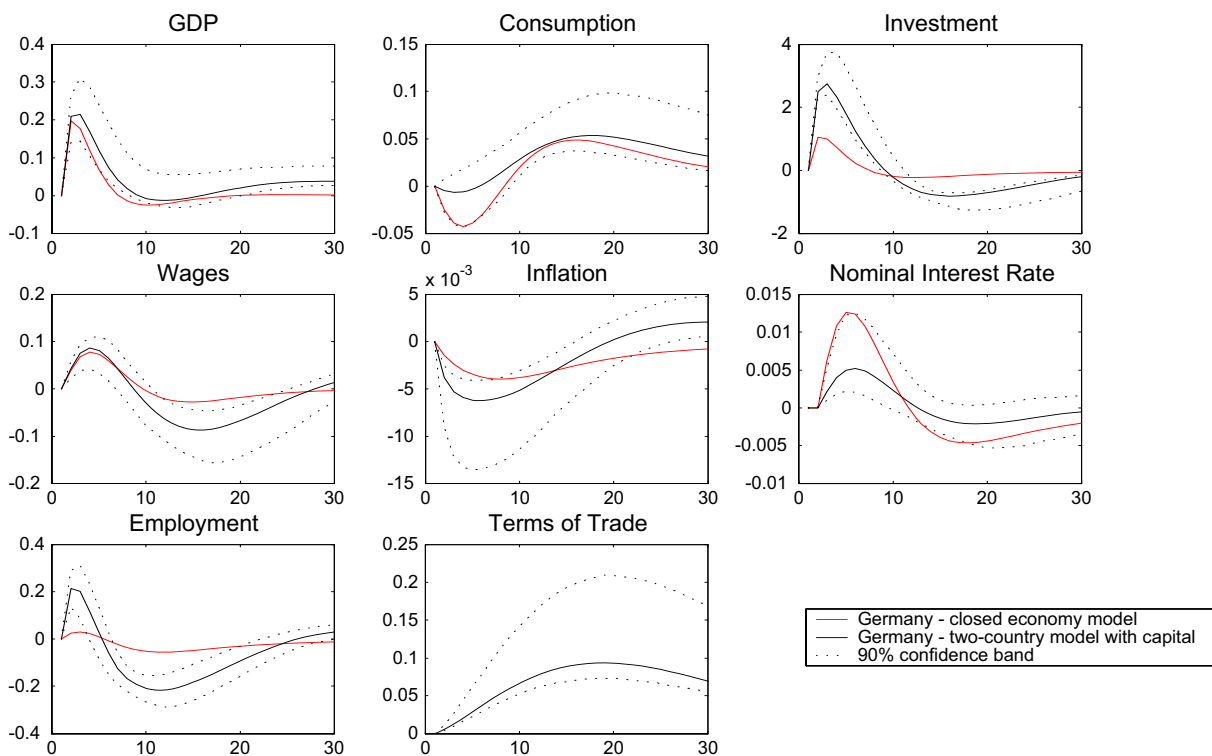 GDP
Consumption
Investment
0.4
0.3
0.2
0.1
0
-0.1
0 10 20 30
0.15
0.1
0.05
0
-0.05
0 10 20 30
4
2
0
-2
0 10 20 30
Wages
Inflation
Nominal Interest Rate
0.2
0.1
0
-0.1
-0.2
0 10 20 30
x 10-3
5
0
-5
-10
-15
0 10 20 30
0.015
0.01
0.005
0
-0.005
-0.01
0 10 20 30
Employment
Terms of Trade
0.4
0.2
0
-0.2
-0.4
0 10 20 30
0.25
0.2
0.15
0.1
0.05
0
0 10 20 30
Germany - closed economy model
Germany - two-country model with capital
90% confidence band